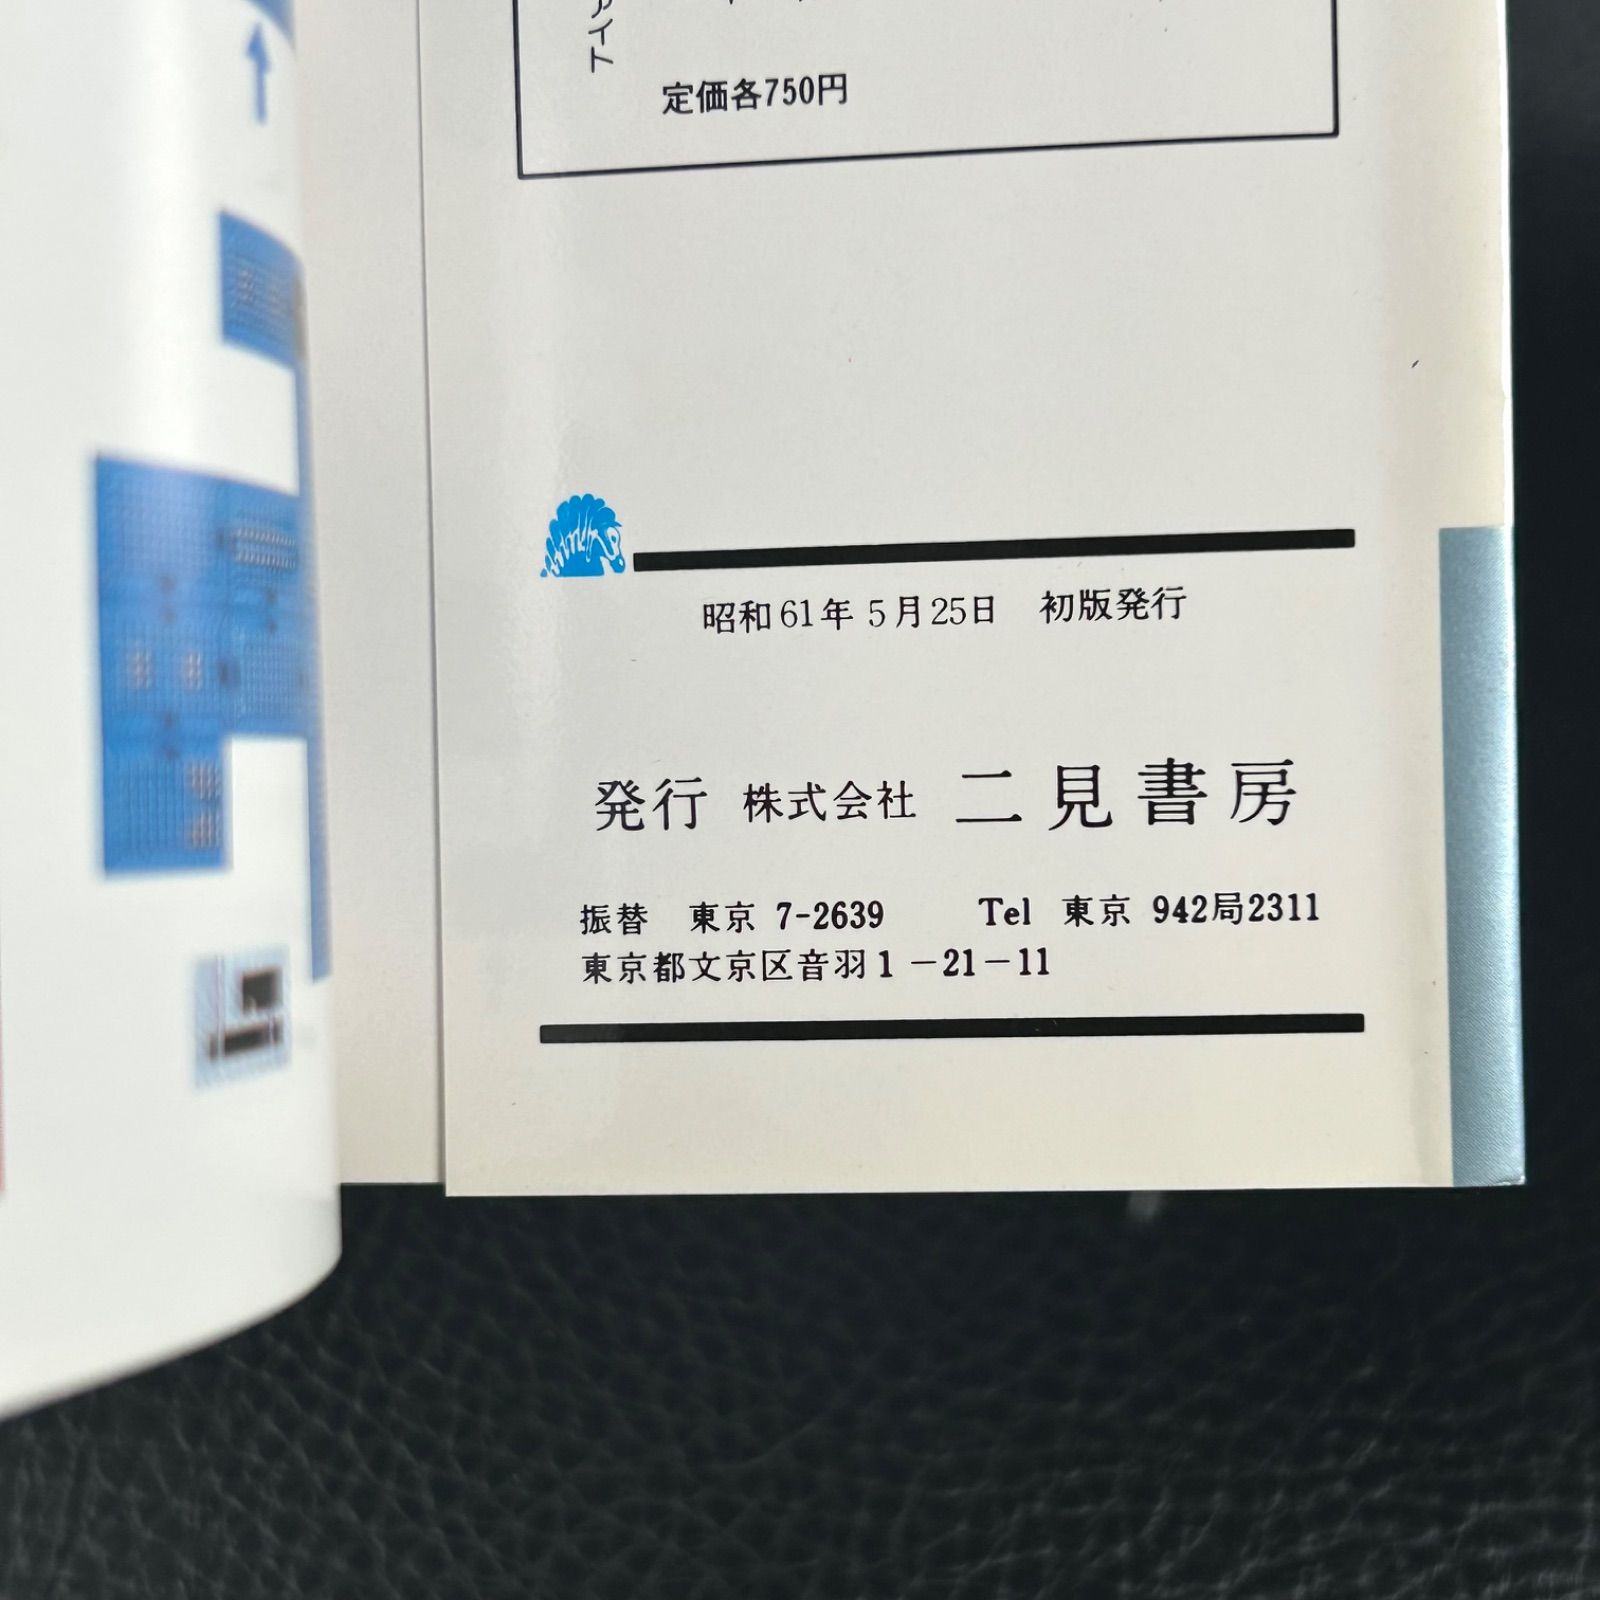 ァイト
定価各750円
昭和61年5月25日 初版発行
発行 株式会社 二見書房
振替 東京 7-2639 Tel 東京 942局2311
東京都文京区音羽1-21-11